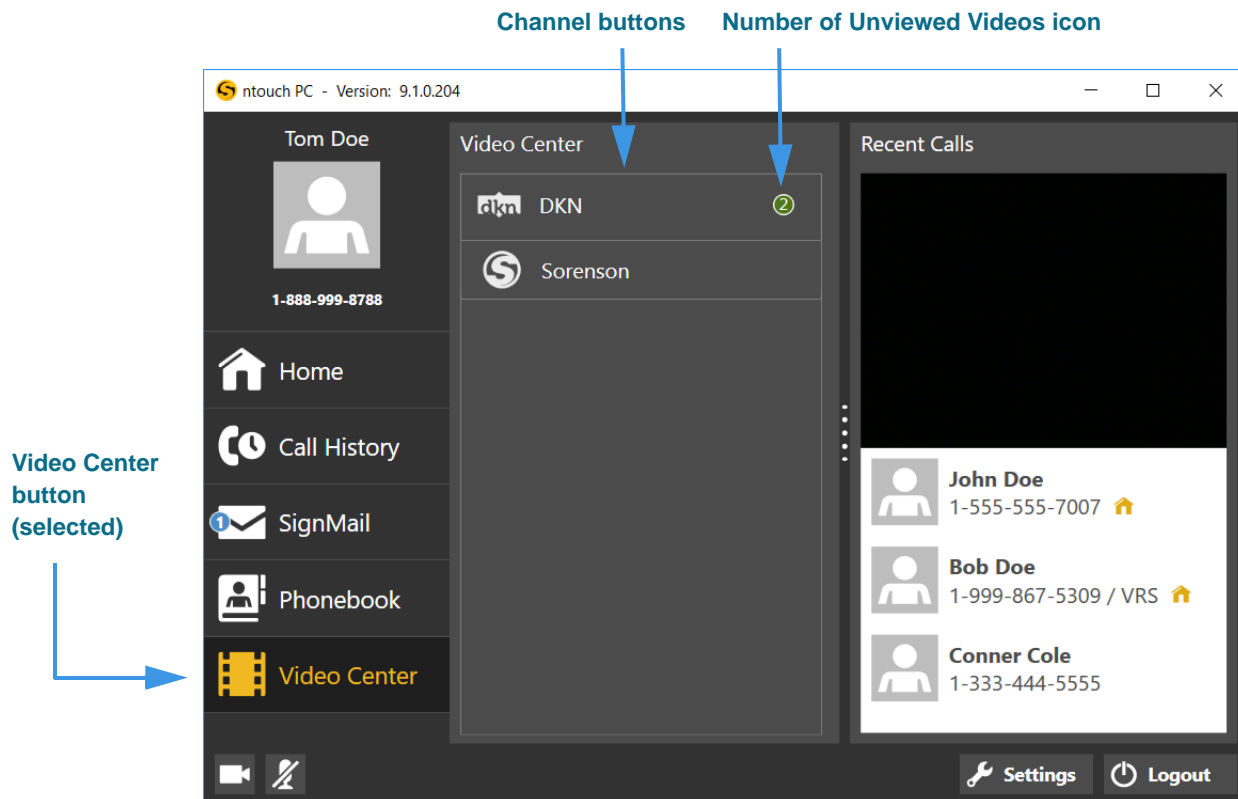 Channel buttons
Number of Unviewed Videos icon
ntouch PC - Version: 9.1.0.204
Tom Doe
1-888-999-8788
Home
Call History
1
SignMail
Phonebook
Video Center
Video Center
button
(selected)
Video Center
dkn
DKN
2
S
Sorenson
Recent Calls
John Doe
1-555-555-7007
Bob Doe
1-999-867-5309 / VRS
Conner Cole
1-333-444-5555
Settings
Logout